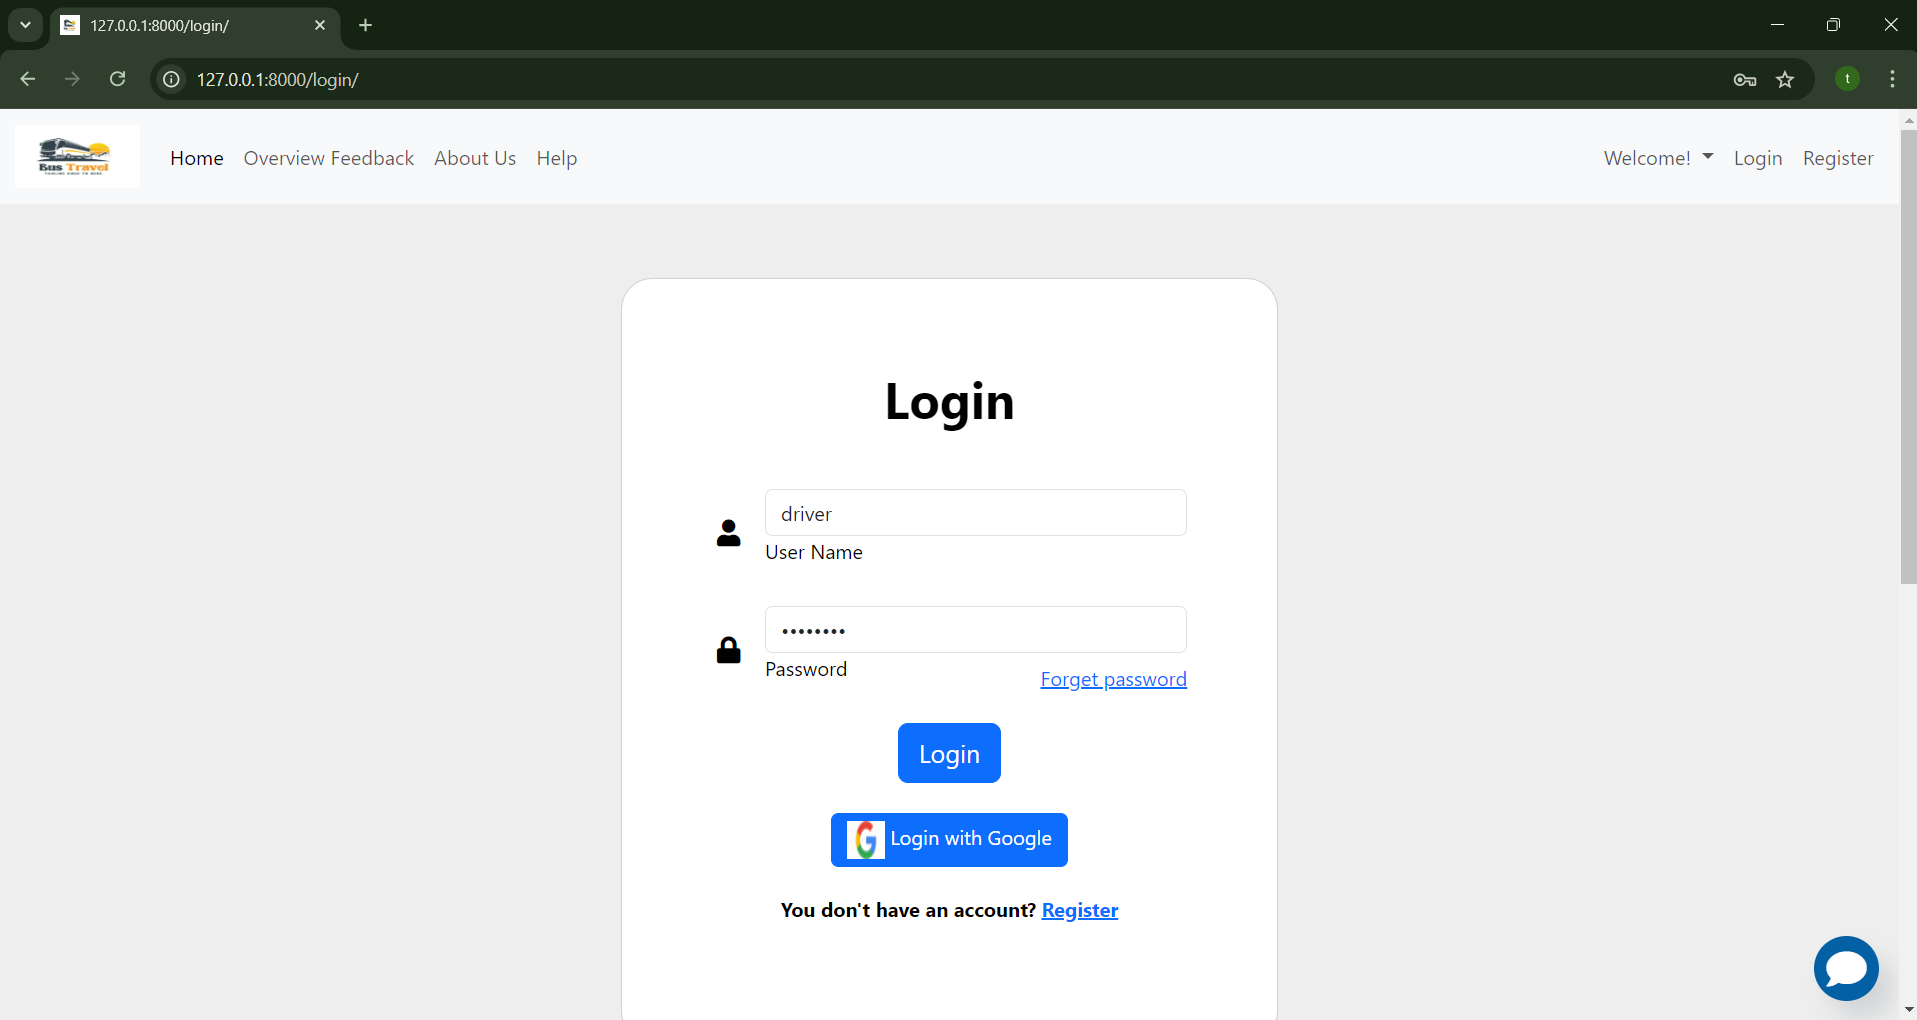 127.0.0.1:8000/login/
127.0.0.1:8000/login/
t
Bus Travel
Home Overview Feedback About Us Help
Welcome! Login Register
Login
driver
User Name
••••••••
Password
Forget password
Login
G Login with Google
You don't have an account? Register